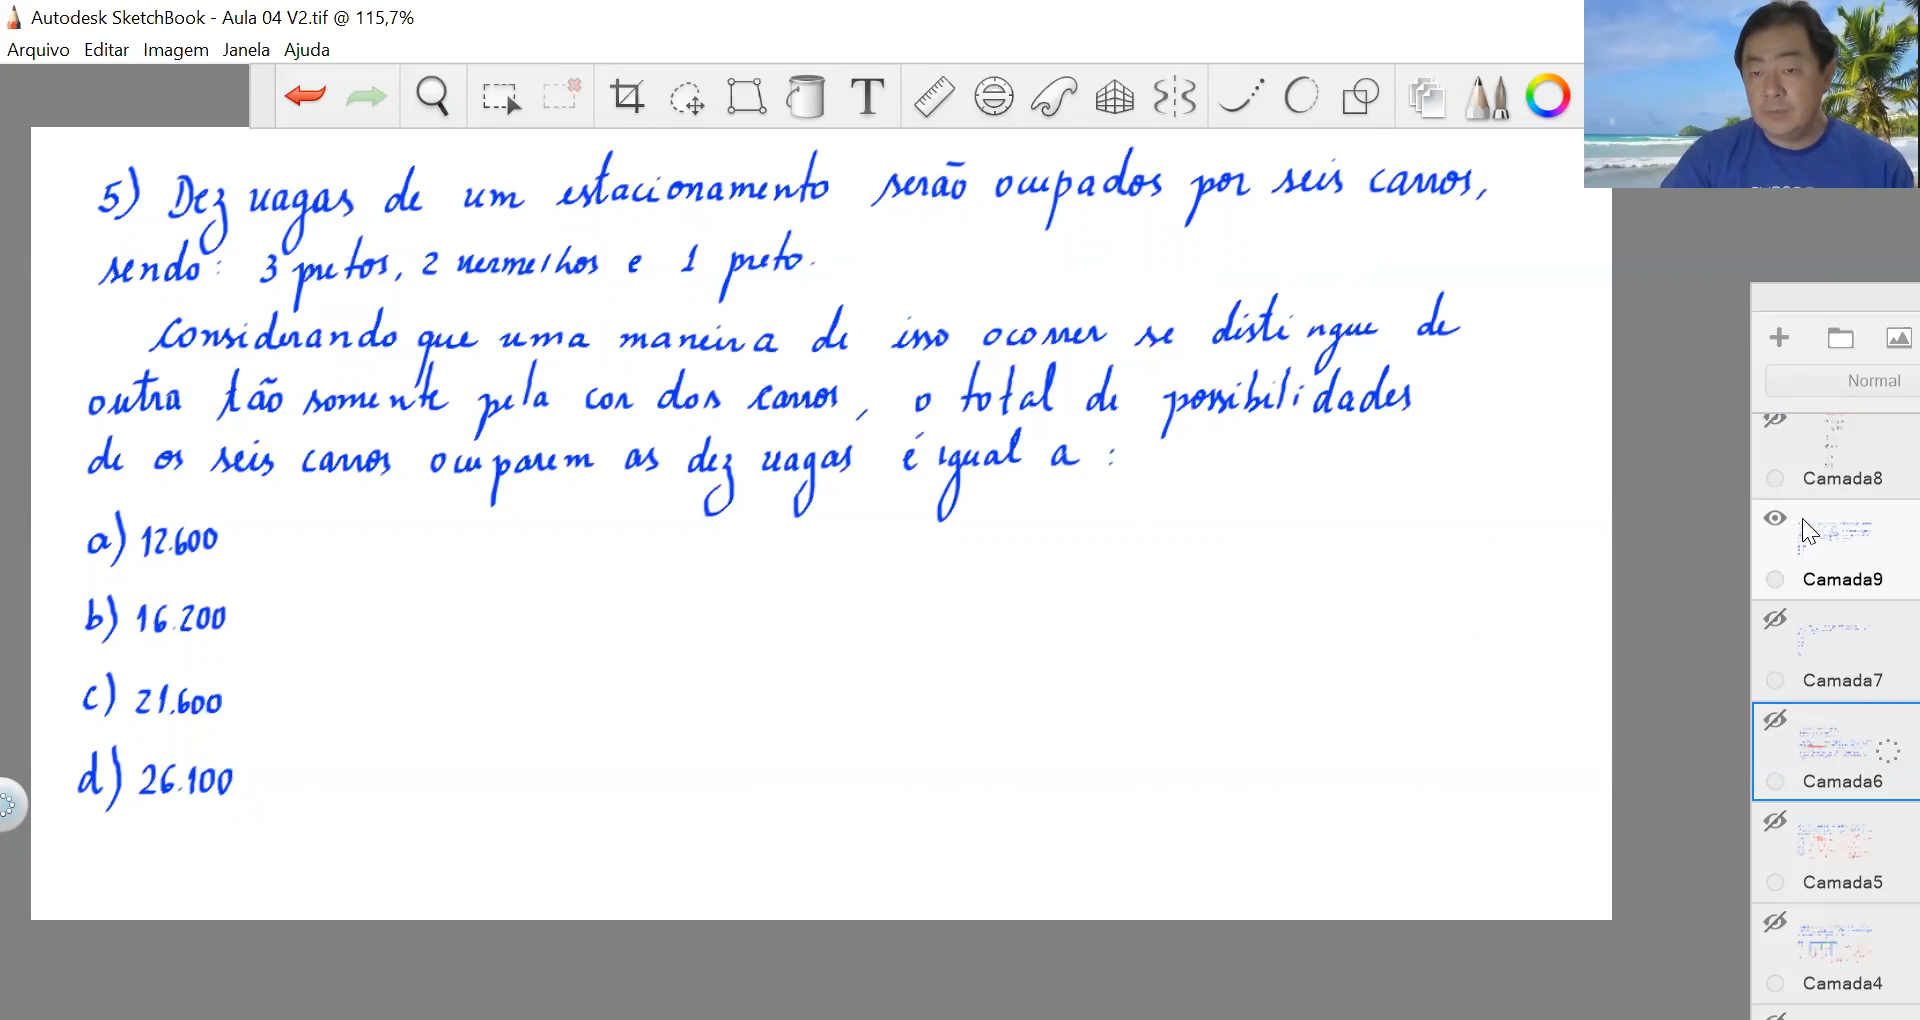 Autodesk SketchBook - Aula 04 V2.tif @ 115,7%
Arquivo Editar Imagem Janela Ajuda
5) Dez vagas de um estacionamento serão ocupados por seis carros,
sendo: 3 pretos, 2 vermelhos e 1 preto.
Considerando que uma maneira de isso ocorrer se distingue de
outra tão somente pela cor dos carros, o total de possibilidades
de os seis carros ocuparem as dez vagas é igual a:
a) 12.600
b) 16.200
c) 21.600
d) 26.100
Normal
Camada8
Camada9
Camada7
Camada6
Camada5
Camada4